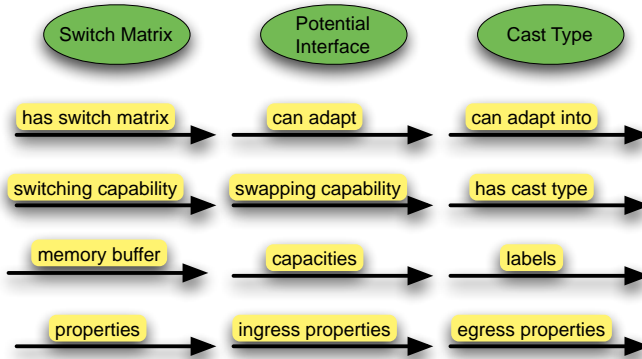 Switch Matrix
Potential
Interface
Cast Type
has switch matrix
can adapt
can adapt into
switching capability
swapping capability
has cast type
memory buffer
capacities
labels
properties
ingress properties
egress properties